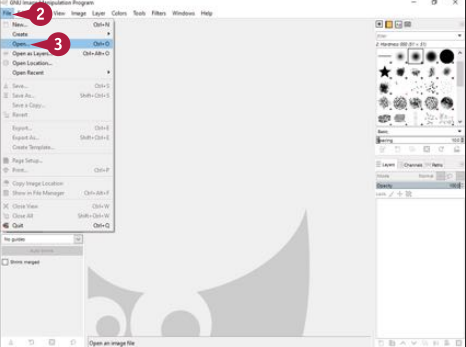 GNU Image Manipulation Program
File View Image Layer Colors Tools Filters Windows Help
2
New... Ctrl+N
Create
Open... Ctrl+O
3
Open as Layers... Ctrl+Alt+O
Open Location...
Open Recent
Save... Ctrl+S
Save As... Shift+Ctrl+S
Save a Copy...
Revert
Export... Ctrl+E
Export As... Shift+Ctrl+E
Create Template...
Page Setup...
Print... Ctrl+P
Copy Image Location
Show in File Manager Ctrl+Alt+F
Close View Ctrl+W
Close All Shift+Ctrl+W
Quit Ctrl+Q
No guides
Auto Shrink
Shrink merged
Open an image file
filter
2. Hardness 050 (51 × 51)
Basic
Spacing 10.0
Layers Channels Paths
Mode Normal
Opacity 100.0
Lock